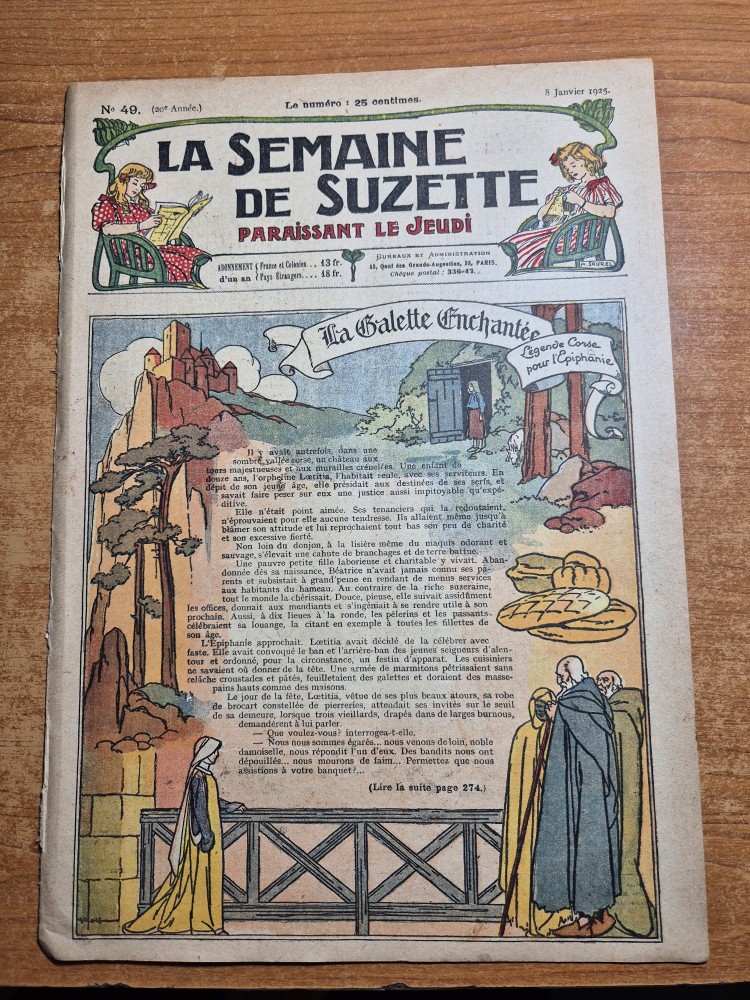 No 49. (20e Année.)
Le numéro : 25 centimes.
8 Janvier 1925.
LA SEMAINE
DE SUZETTE
PARAISSANT LE JEUDI
ABONNEMENT d'un an
France et Colonies.... 13 fr.
Pays Étrangers.... 18 fr.
BUREAUX ET ADMINISTRATION
55, Quai des Grands-Augustins, 55, PARIS.
Chèque postal : 336-42.
H. SAUREL
La Galette Enchantée
Légende Corse
pour l'Épiphanie
Il y avait autrefois, dans une
sombre vallée corse, un château aux
tours majestueuses et aux murailles crénelées. Une enfant de
douze ans, l'orpheline Lœtitia, l'habitait seule, avec ses serviteurs. En
dépit de son jeune âge, elle présidait aux destinées de ses serfs, et
savait faire peser sur eux une justice aussi impitoyable qu'expé-
ditive.
Elle n'était point aimée. Ses tenanciers qui la redoutaient,
n'éprouvaient pour elle aucune tendresse. Ils allaient même jusqu'à
blâmer son attitude et lui reprochaient tout bas son peu de charité
et son excessive fierté.
Non loin du donjon, à la lisière même du maquis odorant et
sauvage, s'élevait une cahute de branchages et de terre battue.
Une pauvre petite fille laborieuse et charitable y vivait. Aban-
donnée dès sa naissance, Béatrice n'avait jamais connu ses pa-
rents et subsistait à grand'peine en rendant de menus services
aux habitants du hameau. Au contraire de la riche suzeraine,
tout le monde la chérissait. Douce, pieuse, elle suivait assidûment
les offices, donnait aux mendiants et s'ingéniait à se rendre utile à son
prochain. Aussi, à dix lieues à la ronde, les pèlerins et les passants
célébraient sa louange, la citant en exemple à toutes les fillettes de
son âge.
L'Épiphanie approchait. Lœtitia avait décidé de la célébrer avec
faste. Elle avait convoqué le ban et l'arrière-ban des jeunes seigneurs d'alen-
tour et ordonné, pour la circonstance, un festin d'apparat. Les cuisiniers
ne savaient où donner de la tête. Une armée de marmitons pétrissaient sans
relâche croustades et pâtés, feuilletaient des galettes et doraient des masse-
pains hauts comme des maisons.
Le jour de la fête, Lœtitia, vêtue de ses plus beaux atours, sa robe
de brocart constellée de pierreries, attendait ses invités sur le seuil
de sa demeure, lorsque trois vieillards, drapés dans de larges burnous,
demandèrent à lui parler.
— Que voulez-vous? interrogea-t-elle.
— Nous nous sommes égarés... nous venons de loin, noble
damoiselle, nous répondit l'un d'eux. Des bandits nous ont
dépouillés... nous mourons de faim... Permettez que nous
assistions à votre banquet?...
(Lire la suite page 274.)